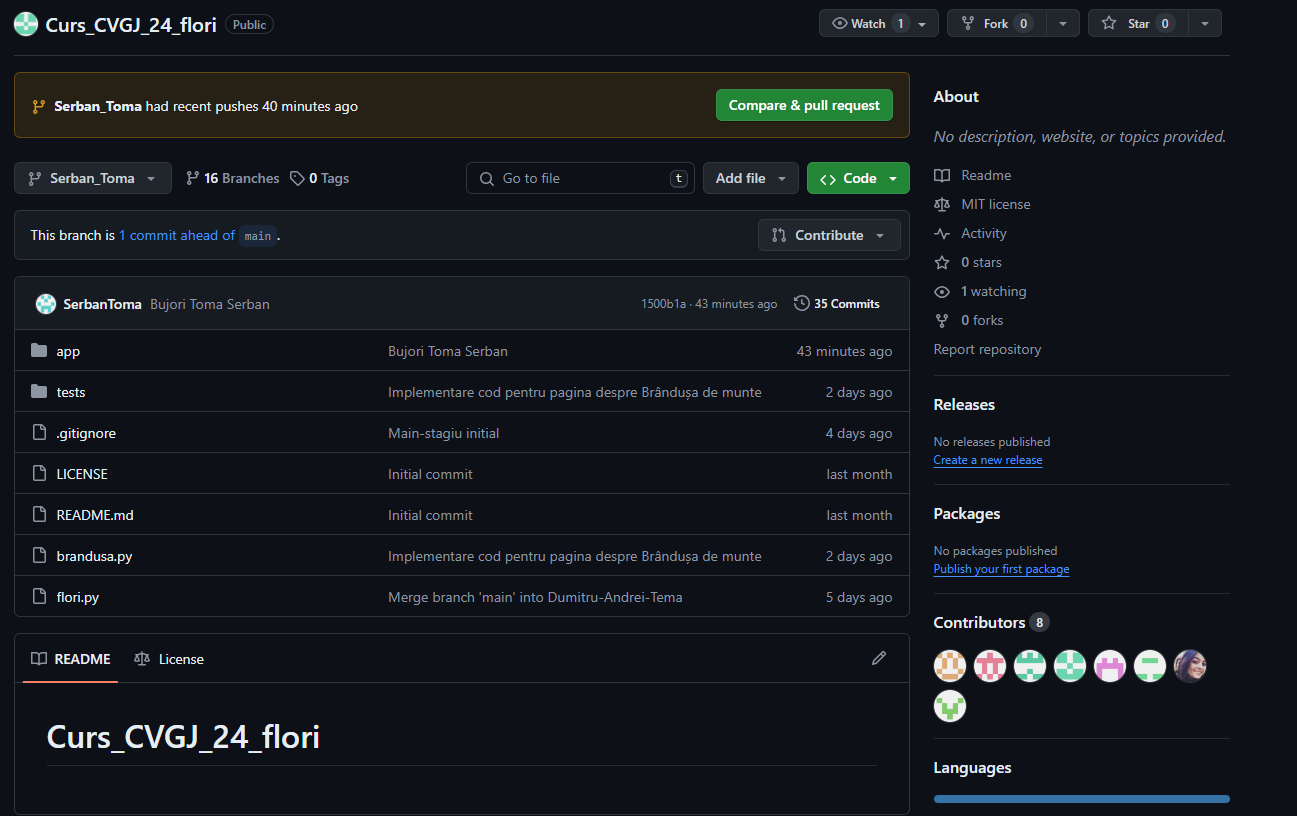 Curs_CVGJ_24_flori Public Watch 1 Fork 0 Star 0
Serban_Toma had recent pushes 40 minutes ago Compare & pull request
Serban_Toma 16 Branches 0 Tags Go to file t Add file Code
This branch is 1 commit ahead of main . Contribute
SerbanToma Bujori Toma Serban 1500b1a · 43 minutes ago 35 Commits
app Bujori Toma Serban 43 minutes ago
tests Implementare cod pentru pagina despre Brândușa de munte 2 days ago
.gitignore Main-stagiu initial 4 days ago
LICENSE Initial commit last month
README.md Initial commit last month
brandusa.py Implementare cod pentru pagina despre Brândușa de munte 2 days ago
flori.py Merge branch 'main' into Dumitru-Andrei-Tema 5 days ago
README License
Curs_CVGJ_24_flori
About
No description, website, or topics provided.
Readme
MIT license
Activity
0 stars
1 watching
0 forks
Report repository
Releases
No releases published
Create a new release
Packages
No packages published
Publish your first package
Contributors 8
Languages